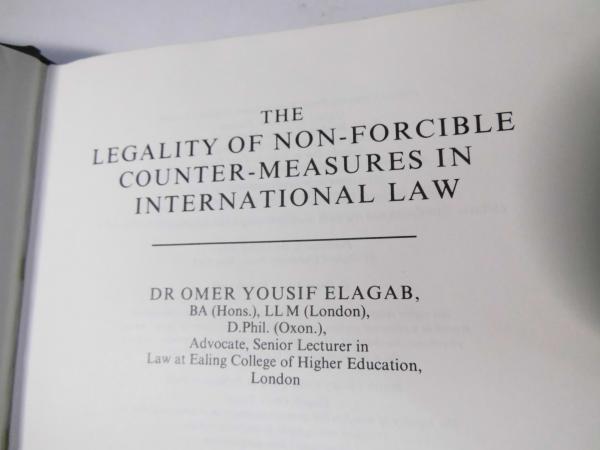 THE
LEGALITY OF NON-FORCIBLE
COUNTER-MEASURES IN
INTERNATIONAL LAW
DR OMER YOUSIF ELAGAB,
BA (Hons.), LL M (London),
D.Phil. (Oxon.),
Advocate, Senior Lecturer in
Law at Ealing College of Higher Education,
London